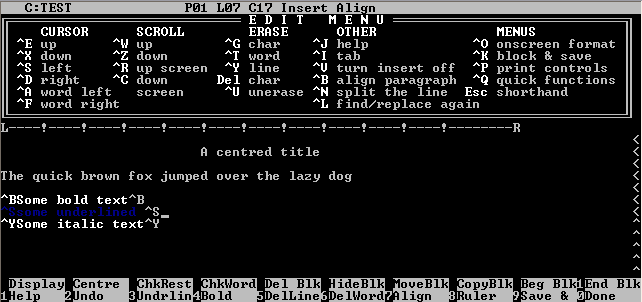 C:TEST P01 L07 C17 Insert Align
E D I T   M E N U
CURSOR SCROLL ERASE OTHER MENUS
^E up ^W up ^G char ^J help ^O onscreen format
^X down ^Z down ^T word ^I tab ^K block & save
^S left ^R up screen ^Y line ^V turn insert off ^P print controls
^D right ^C down Del char ^B align paragraph ^Q quick functions
^A word left screen ^U unerase ^N split the line Esc shorthand
^F word right ^L find/replace again
L----!----!----!----!----!----!----!----!----!----!--------R
A centred title
The quick brown fox jumped over the lazy dog
^BSome bold text^B
^Ssome underlined ^S_
^YSome italic text^Y
Display Centre ChkRest ChkWord Del Blk HideBlk MoveBlk CopyBlk Beg Blk End Blk
1Help 2Undo 3Undrlin 4Bold 5DelLine 6DelWord 7Align 8Ruler 9Save & 0Done